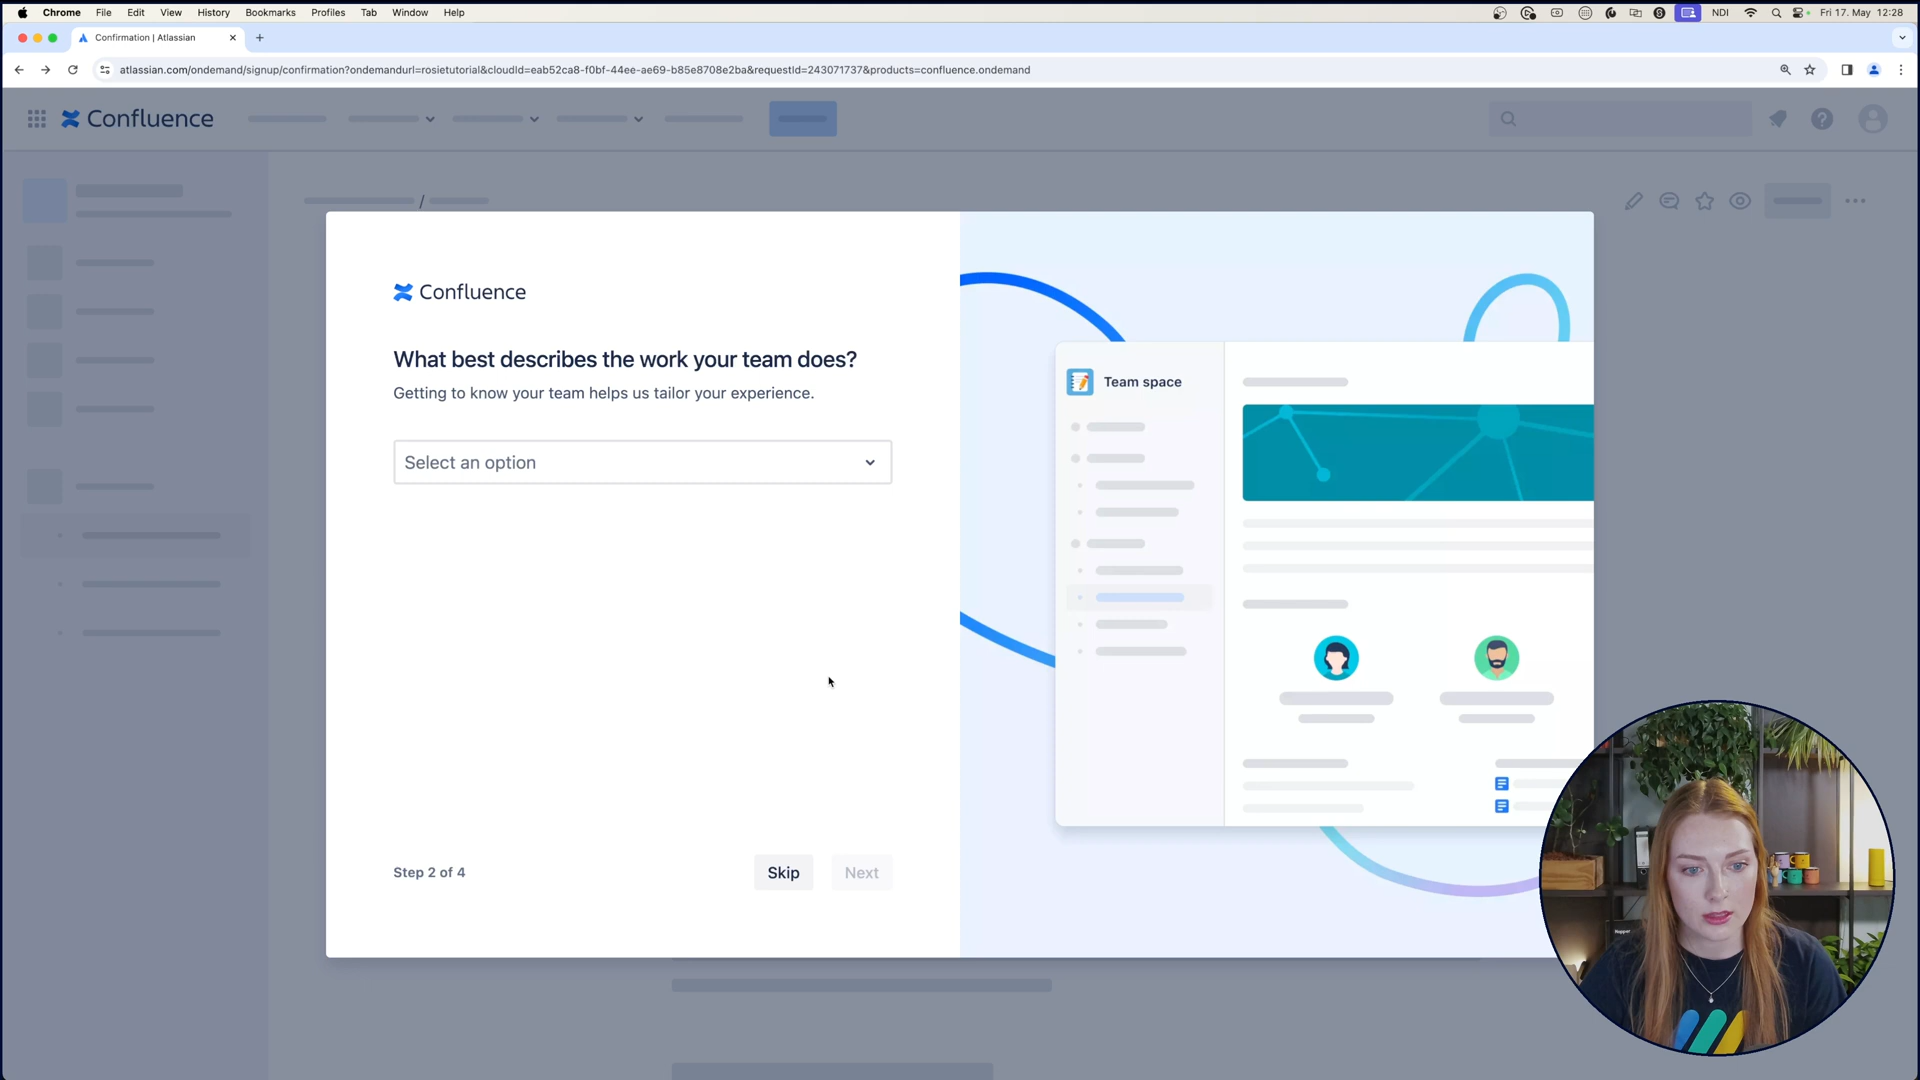 Chrome File Edit View History Bookmarks Profiles Tab Window Help
NDI Fri 17. May 12:28
Confirmation | Atlassian
atlassian.com/ondemand/signup/confirmation?ondemandurl=rosietutorial&cloudId=eab52ca8-f0bf-44ee-ae69-b85e8708e2ba&requestId=243071737&products=confluence.ondemand
Confluence
/
Confluence
What best describes the work your team does?
Getting to know your team helps us tailor your experience.
Select an option
Step 2 of 4
Skip
Next
Team space